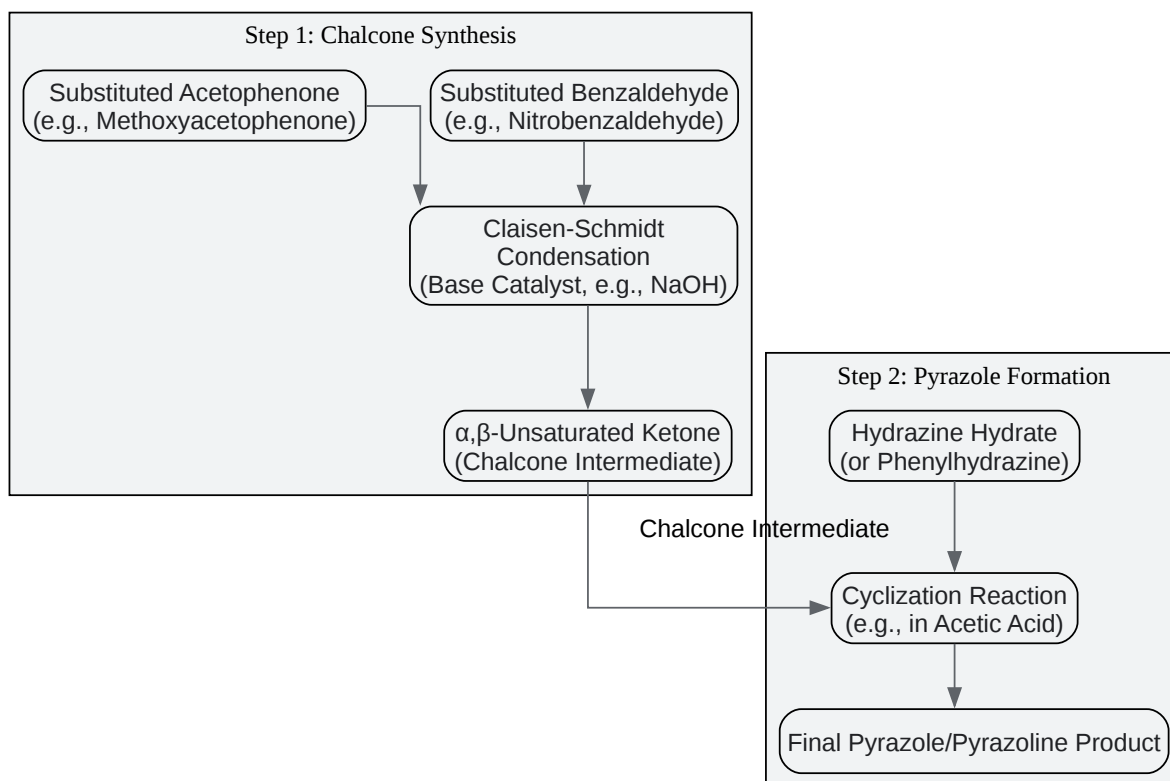 Step 1: Chalcone Synthesis
Substituted Acetophenone
(e.g., Methoxyacetophenone)
Substituted Benzaldehyde
(e.g., Nitrobenzaldehyde)
Claisen-Schmidt
Condensation
(Base Catalyst, e.g., NaOH)
α,β-Unsaturated Ketone
(Chalcone Intermediate)
Chalcone Intermediate
Step 2: Pyrazole Formation
Hydrazine Hydrate
(or Phenylhydrazine)
Cyclization Reaction
(e.g., in Acetic Acid)
Final Pyrazole/Pyrazoline Product